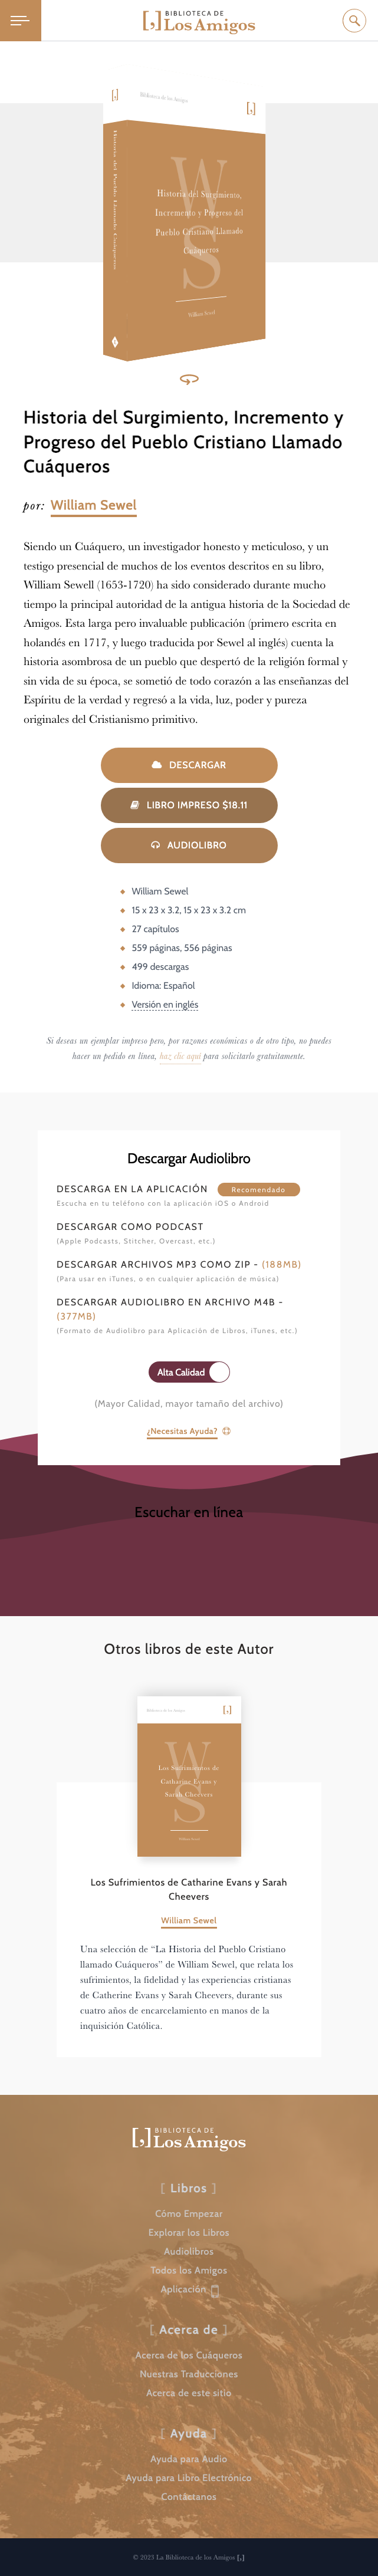 BIBLIOTECA DE
[,] Los Amigos
[,]
Biblioteca de los Amigos
[,]
Historia del Pueblo Llamado Cuáqueros
WS
Historia del Surgimiento,
Incremento y Progreso del
Pueblo Cristiano Llamado
Cuáqueros
William Sewel
Historia del Surgimiento, Incremento y
Progreso del Pueblo Cristiano Llamado
Cuáqueros
por: William Sewel
Siendo un Cuáquero, un investigador honesto y meticuloso, y un
testigo presencial de muchos de los eventos descritos en su libro,
William Sewell (1653-1720) ha sido considerado durante mucho
tiempo la principal autoridad de la antigua historia de la Sociedad de
Amigos. Esta larga pero invaluable publicación (primero escrita en
holandés en 1717, y luego traducida por Sewel al inglés) cuenta la
historia asombrosa de un pueblo que despertó de la religión formal y
sin vida de su época, se sometió de todo corazón a las enseñanzas del
Espíritu de la verdad y regresó a la vida, luz, poder y pureza
originales del Cristianismo primitivo.
DESCARGAR
LIBRO IMPRESO $18.11
AUDIOLIBRO
William Sewel
15 x 23 x 3.2, 15 x 23 x 3.2 cm
27 capítulos
559 páginas, 556 páginas
499 descargas
Idioma: Español
Versión en inglés
Si deseas un ejemplar impreso pero, por razones económicas o de otro tipo, no puedes
hacer un pedido en línea, haz clic aquí para solicitarlo gratuitamente.
Descargar Audiolibro
DESCARGA EN LA APLICACIÓN Recomendado
Escucha en tu teléfono con la aplicación iOS o Android
DESCARGAR COMO PODCAST
(Apple Podcasts, Stitcher, Overcast, etc.)
DESCARGAR ARCHIVOS MP3 COMO ZIP - (188MB)
(Para usar en iTunes, o en cualquier aplicación de música)
DESCARGAR AUDIOLIBRO EN ARCHIVO M4B -
(377MB)
(Formato de Audiolibro para Aplicación de Libros, iTunes, etc.)
Alta Calidad
(Mayor Calidad, mayor tamaño del archivo)
¿Necesitas Ayuda?
Escuchar en línea
Otros libros de este Autor
Biblioteca de los Amigos [,]
WS
Los Sufrimientos de
Catharine Evans y
Sarah Cheevers
William Sewel
Los Sufrimientos de Catharine Evans y Sarah
Cheevers
William Sewel
Una selección de “La Historia del Pueblo Cristiano
llamado Cuáqueros” de William Sewel, que relata los
sufrimientos, la fidelidad y las experiencias cristianas
de Catherine Evans y Sarah Cheevers, durante sus
cuatro años de encarcelamiento en manos de la
inquisición Católica.
BIBLIOTECA DE
[,] Los Amigos
[ Libros ]
Cómo Empezar
Explorar los Libros
Audiolibros
Todos los Amigos
Aplicación
[ Acerca de ]
Acerca de los Cuáqueros
Nuestras Traducciones
Acerca de este sitio
[ Ayuda ]
Ayuda para Audio
Ayuda para Libro Electrónico
Contáctanos
© 2023 La Biblioteca de los Amigos [,]